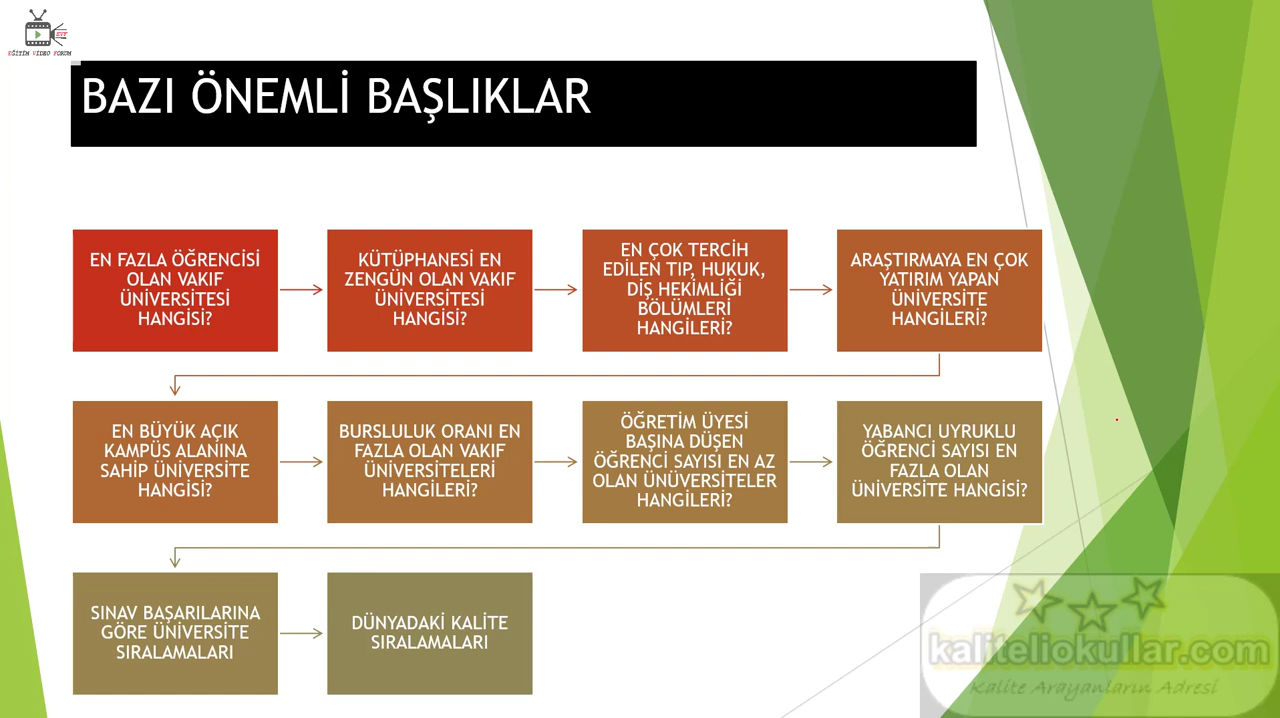 EVF
EĞİTİM VİDEO FORUM
BAZI ÖNEMLİ BAŞLIKLAR
EN FAZLA ÖĞRENCİSİ
OLAN VAKIF
ÜNİVERSİTESİ
HANGİSİ?
KÜTÜPHANESİ EN
ZENGÜN OLAN VAKIF
ÜNİVERSİTESİ
HANGİSİ?
EN ÇOK TERCİH
EDİLEN TIP, HUKUK,
DİŞ HEKİMLİĞİ
BÖLÜMLERİ
HANGİLERİ?
ARAŞTIRMAYA EN ÇOK
YATIRIM YAPAN
ÜNİVERSİTE
HANGİLERİ?
EN BÜYÜK AÇIK
KAMPÜS ALANINA
SAHİP ÜNİVERSİTE
HANGİSİ?
BURSLULUK ORANI EN
FAZLA OLAN VAKIF
ÜNİVERSİTELERİ
HANGİLERİ?
ÖĞRETİM ÜYESİ
BAŞINA DÜŞEN
ÖĞRENCİ SAYISI EN AZ
OLAN ÜNÜVERSİTELER
HANGİLERİ?
YABANCI UYRUKLU
ÖĞRENCİ SAYISI EN
FAZLA OLAN
ÜNİVERSİTE HANGİSİ?
SINAV BAŞARILARINA
GÖRE ÜNİVERSİTE
SIRALAMALARI
DÜNYADAKİ KALİTE
SIRALAMALARI
kaliteliokullar.com
Kalite Arayanların Adresi